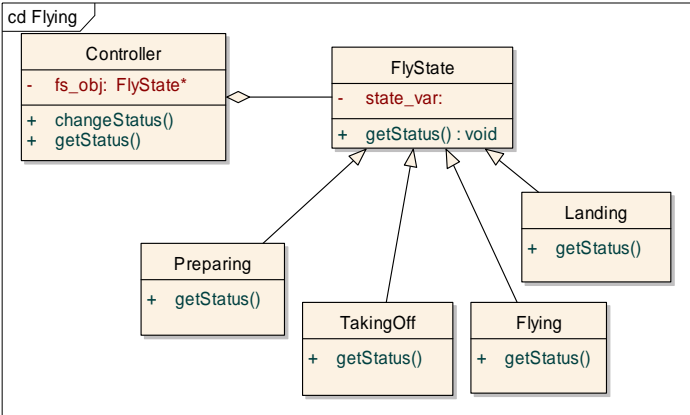 cd Flying
Controller
- fs_obj: FlyState*
+ changeStatus()
+ getStatus()
FlyState
- state_var:
+ getStatus() : void
Landing
+ getStatus()
Preparing
+ getStatus()
TakingOff
+ getStatus()
Flying
+ getStatus()